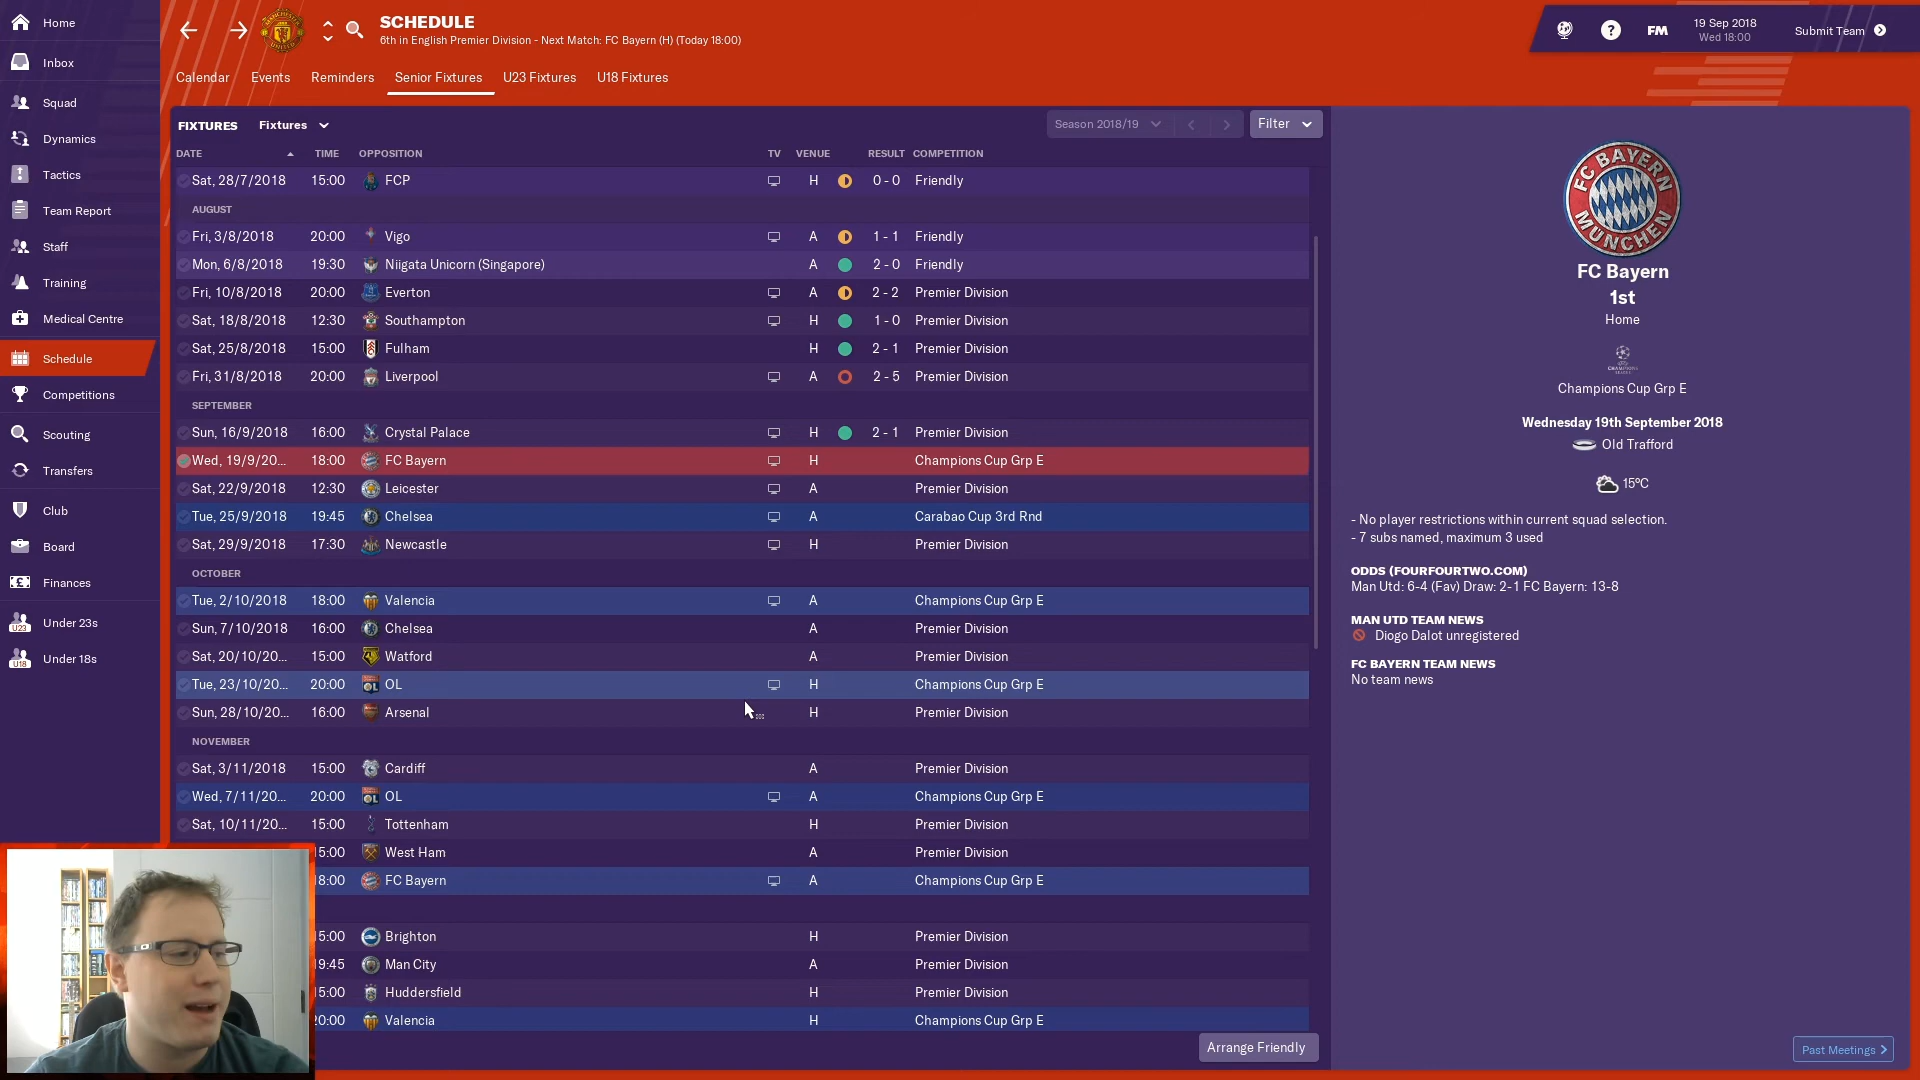 Home
Inbox
Squad
Dynamics
Tactics
Team Report
Staff
Training
Medical Centre
Schedule
Competitions
Scouting
Transfers
Club
Board
Finances
U23 Under 23s
U18 Under 18s
SCHEDULE
6th in English Premier Division - Next Match: FC Bayern (H) (Today 18:00)
FM
19 Sep 2018
Wed 18:00
Submit Team
Calendar Events Reminders Senior Fixtures U23 Fixtures U18 Fixtures
FIXTURES Fixtures Season 2018/19 Filter
DATE TIME OPPOSITION TV VENUE RESULT COMPETITION
Sat, 28/7/2018 15:00 FCP H 0 - 0 Friendly
AUGUST
Fri, 3/8/2018 20:00 Vigo A 1 - 1 Friendly
Mon, 6/8/2018 19:30 Niigata Unicorn (Singapore) A 2 - 0 Friendly
Fri, 10/8/2018 20:00 Everton A 2 - 2 Premier Division
Sat, 18/8/2018 12:30 Southampton H 1 - 0 Premier Division
Sat, 25/8/2018 15:00 Fulham H 2 - 1 Premier Division
Fri, 31/8/2018 20:00 Liverpool A 2 - 5 Premier Division
SEPTEMBER
Sun, 16/9/2018 16:00 Crystal Palace H 2 - 1 Premier Division
Wed, 19/9/20... 18:00 FC Bayern H Champions Cup Grp E
Sat, 22/9/2018 12:30 Leicester A Premier Division
Tue, 25/9/2018 19:45 Chelsea A Carabao Cup 3rd Rnd
Sat, 29/9/2018 17:30 Newcastle H Premier Division
OCTOBER
Tue, 2/10/2018 18:00 Valencia A Champions Cup Grp E
Sun, 7/10/2018 16:00 Chelsea A Premier Division
Sat, 20/10/20... 15:00 Watford A Premier Division
Tue, 23/10/20... 20:00 OL H Champions Cup Grp E
Sun, 28/10/20... 16:00 Arsenal H Premier Division
NOVEMBER
Sat, 3/11/2018 15:00 Cardiff A Premier Division
Wed, 7/11/20... 20:00 OL A Champions Cup Grp E
Sat, 10/11/20... 15:00 Tottenham H Premier Division
5:00 West Ham A Premier Division
8:00 FC Bayern A Champions Cup Grp E
5:00 Brighton H Premier Division
9:45 Man City A Premier Division
5:00 Huddersfield H Premier Division
0:00 Valencia H Champions Cup Grp E
Arrange Friendly
FC BAYERN MÜNCHEN
FC Bayern
1st
Home
Champions Cup Grp E
Wednesday 19th September 2018
Old Trafford
15ºC
- No player restrictions within current squad selection.
- 7 subs named, maximum 3 used
ODDS (FOURFOURTWO.COM)
Man Utd: 6-4 (Fav) Draw: 2-1 FC Bayern: 13-8
MAN UTD TEAM NEWS
Diogo Dalot unregistered
FC BAYERN TEAM NEWS
No team news
Past Meetings